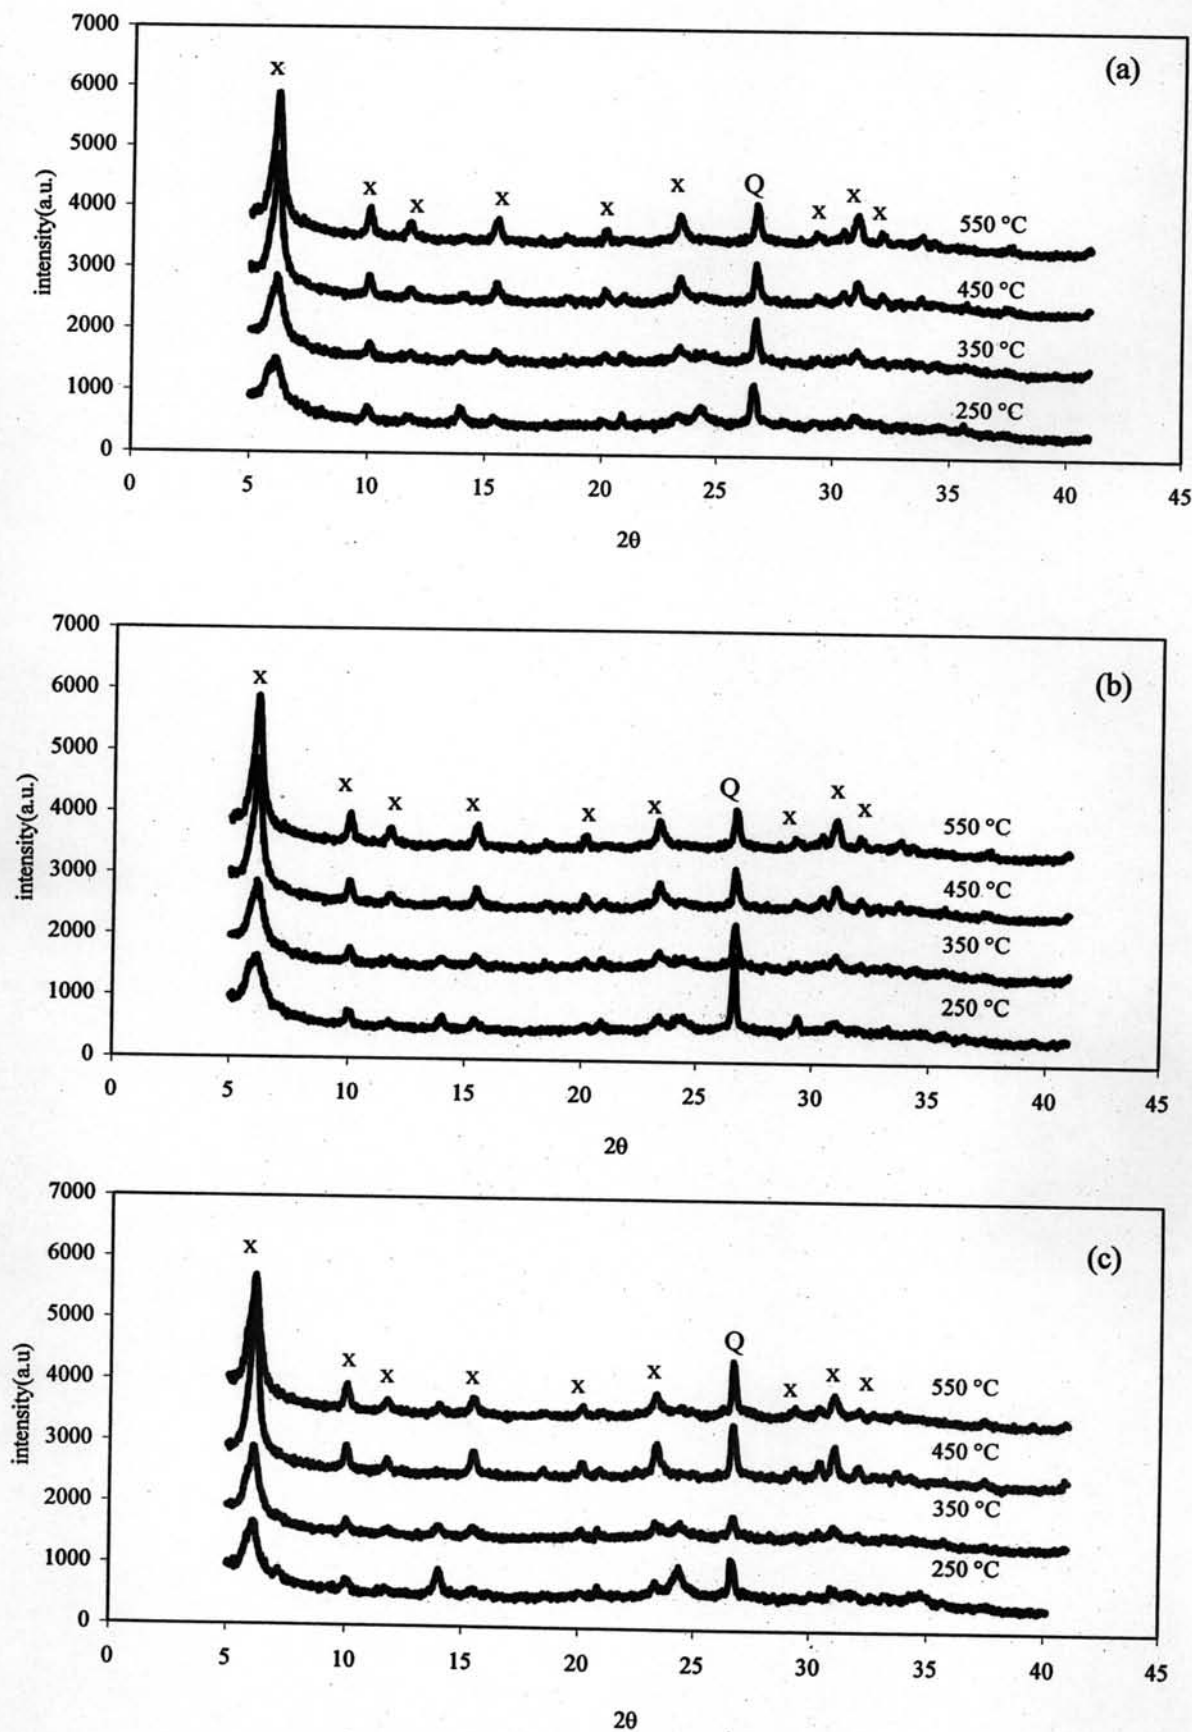 7000
(a)
6000
x
5000
4000
x x x x x Q x x x
550 °C
3000
450 °C
2000
350 °C
1000
250 °C
0
intensity(a.u.)
0 5 10 15 20 25 30 35 40 45
2θ
7000
(b)
6000
x
5000
4000
x x x x x Q x x x
550 °C
3000
450 °C
2000
350 °C
1000
250 °C
0
intensity(a.u.)
0 5 10 15 20 25 30 35 40 45
2θ
7000
(c)
6000
x
5000
4000
x x x x x Q x x x
550 °C
3000
450 °C
2000
350 °C
1000
250 °C
0
intensity(a.u)
0 5 10 15 20 25 30 35 40 45
2θ